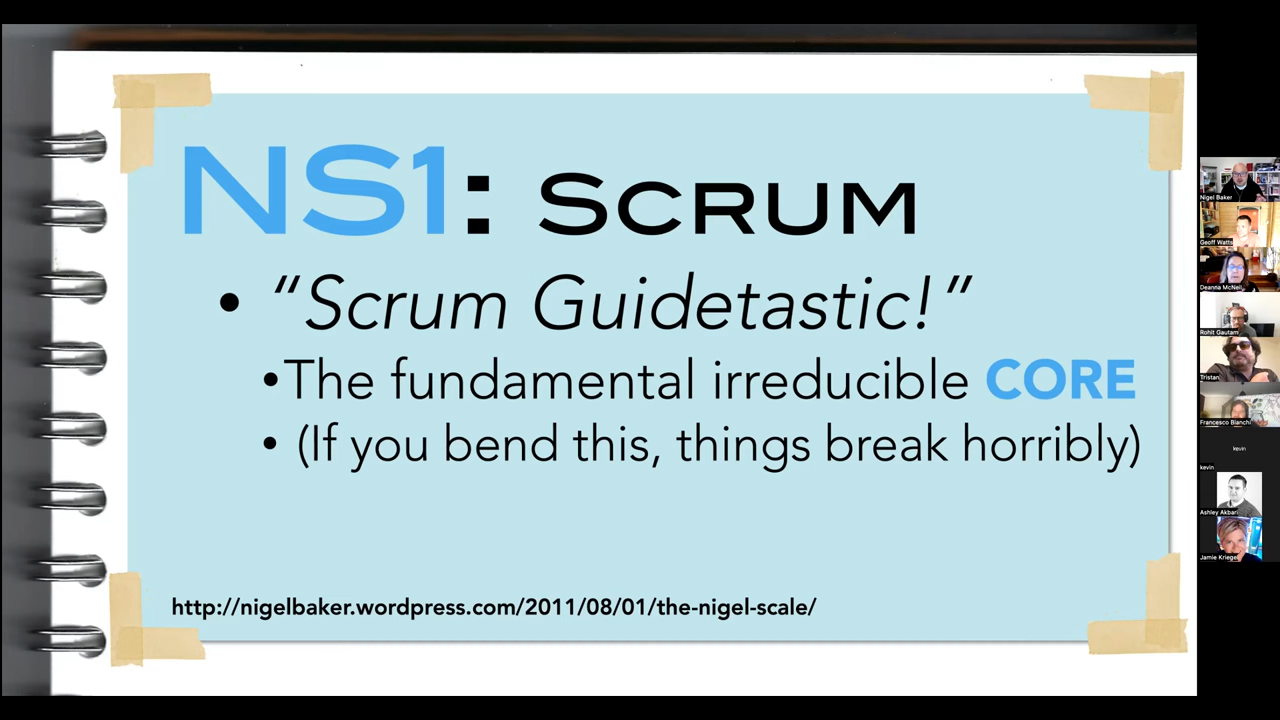 NS1: SCRUM
• “Scrum Guidetastic!”
•The fundamental irreducible CORE
• (If you bend this, things break horribly)
http://nigelbaker.wordpress.com/2011/08/01/the-nigel-scale/
Nigel Baker
Geoff Watts
Deanna McNeil
Rohit Gautam
Tristan
Francesco Bianchi
kevin
kevin
Ashley Akbari
Jamie Kriegel